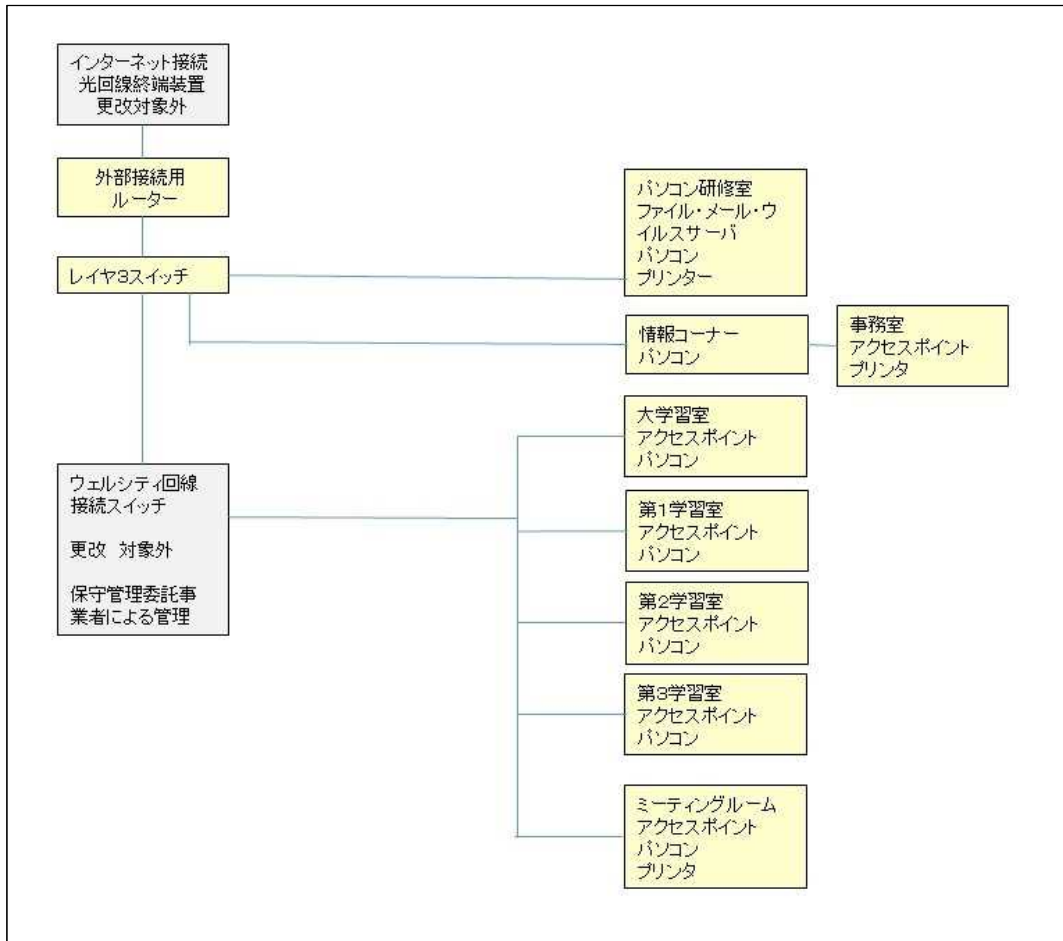 インターネット接続
光回線終端装置
更改対象外
外部接続用
ルーター
レイヤ3スイッチ
パソコン研修室
ファイル・メール・ウ
イルスサーバ
パソコン
プリンター
情報コーナー
パソコン
事務室
アクセスポイント
プリンタ
大学習室
アクセスポイント
パソコン
ウェルシティ回線
接続スイッチ
更改 対象外
保守管理委託事
業者による管理
第1学習室
アクセスポイント
パソコン
第2学習室
アクセスポイント
パソコン
第3学習室
アクセスポイント
パソコン
ミーティングルーム
アクセスポイント
パソコン
プリンタ